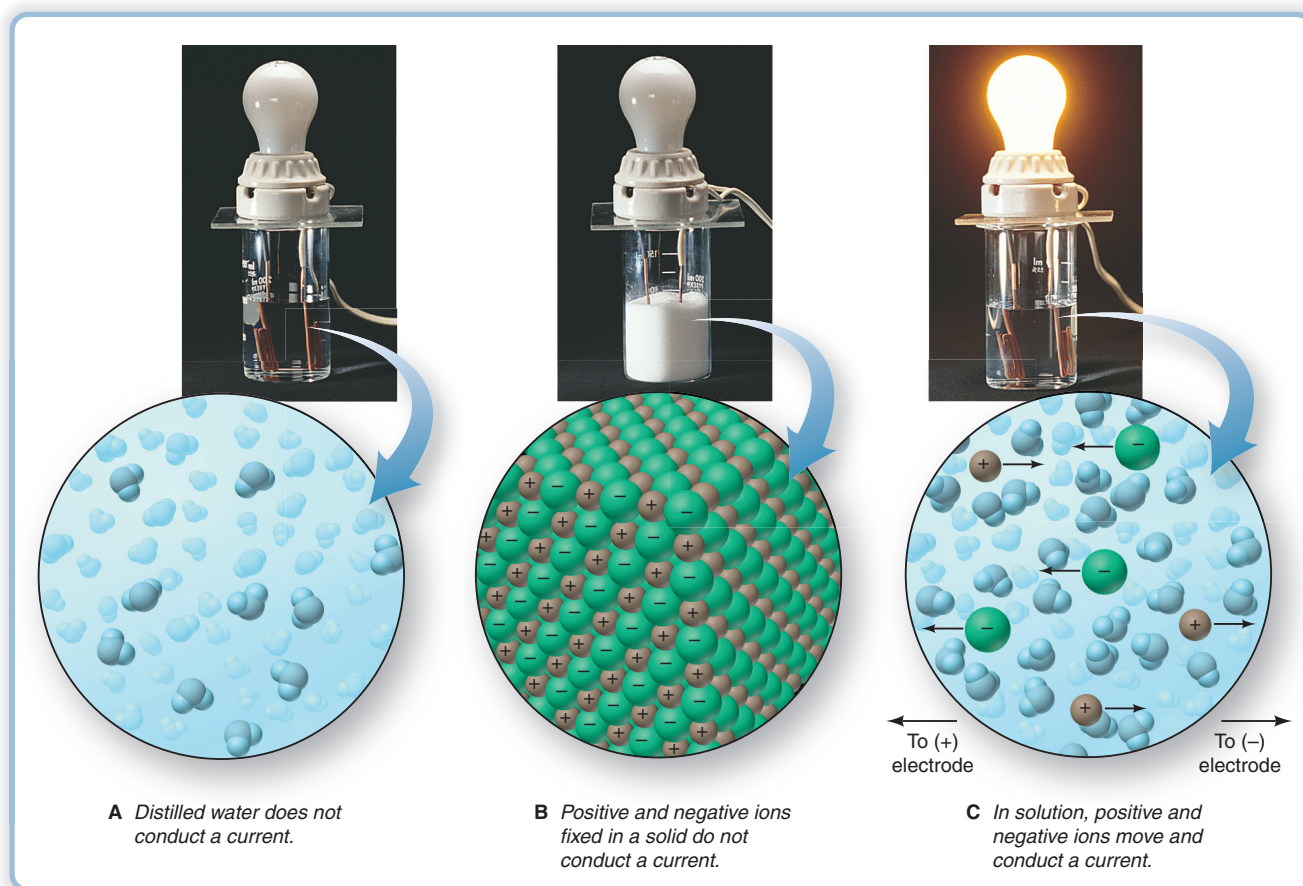 150
+ −
− +
−
− +
+
To (+)
electrode
To (–)
electrode
A Distilled water does not
conduct a current.
B Positive and negative ions
fixed in a solid do not
conduct a current.
C In solution, positive and
negative ions move and
conduct a current.